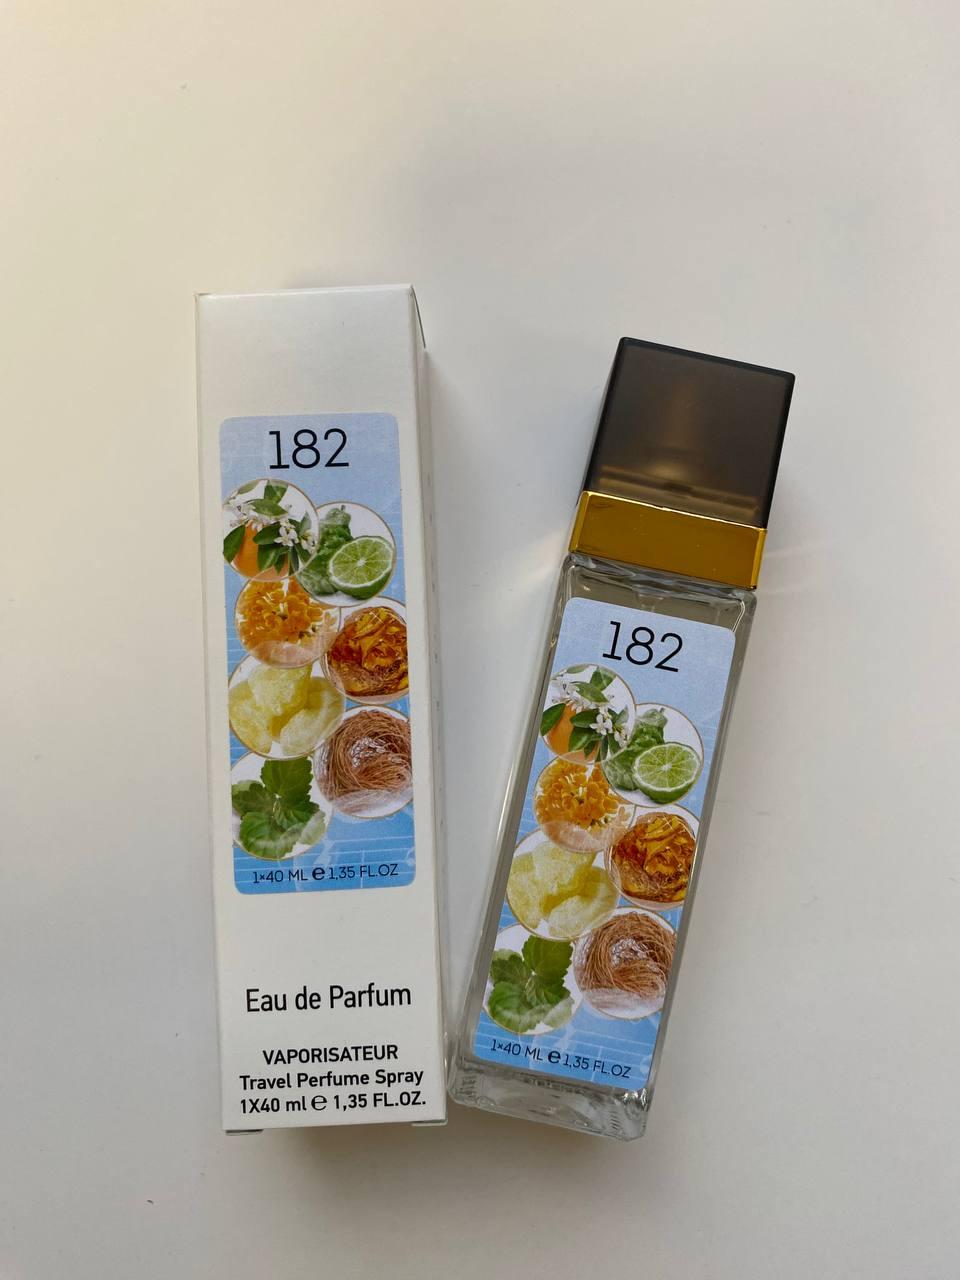 182
1×40 ML ℮ 1,35 FL.OZ
Eau de Parfum
VAPORISATEUR
Travel Perfume Spray
1X40 ml ℮ 1,35 FL.OZ.
182
1×40 ML ℮ 1,35 FL.OZ